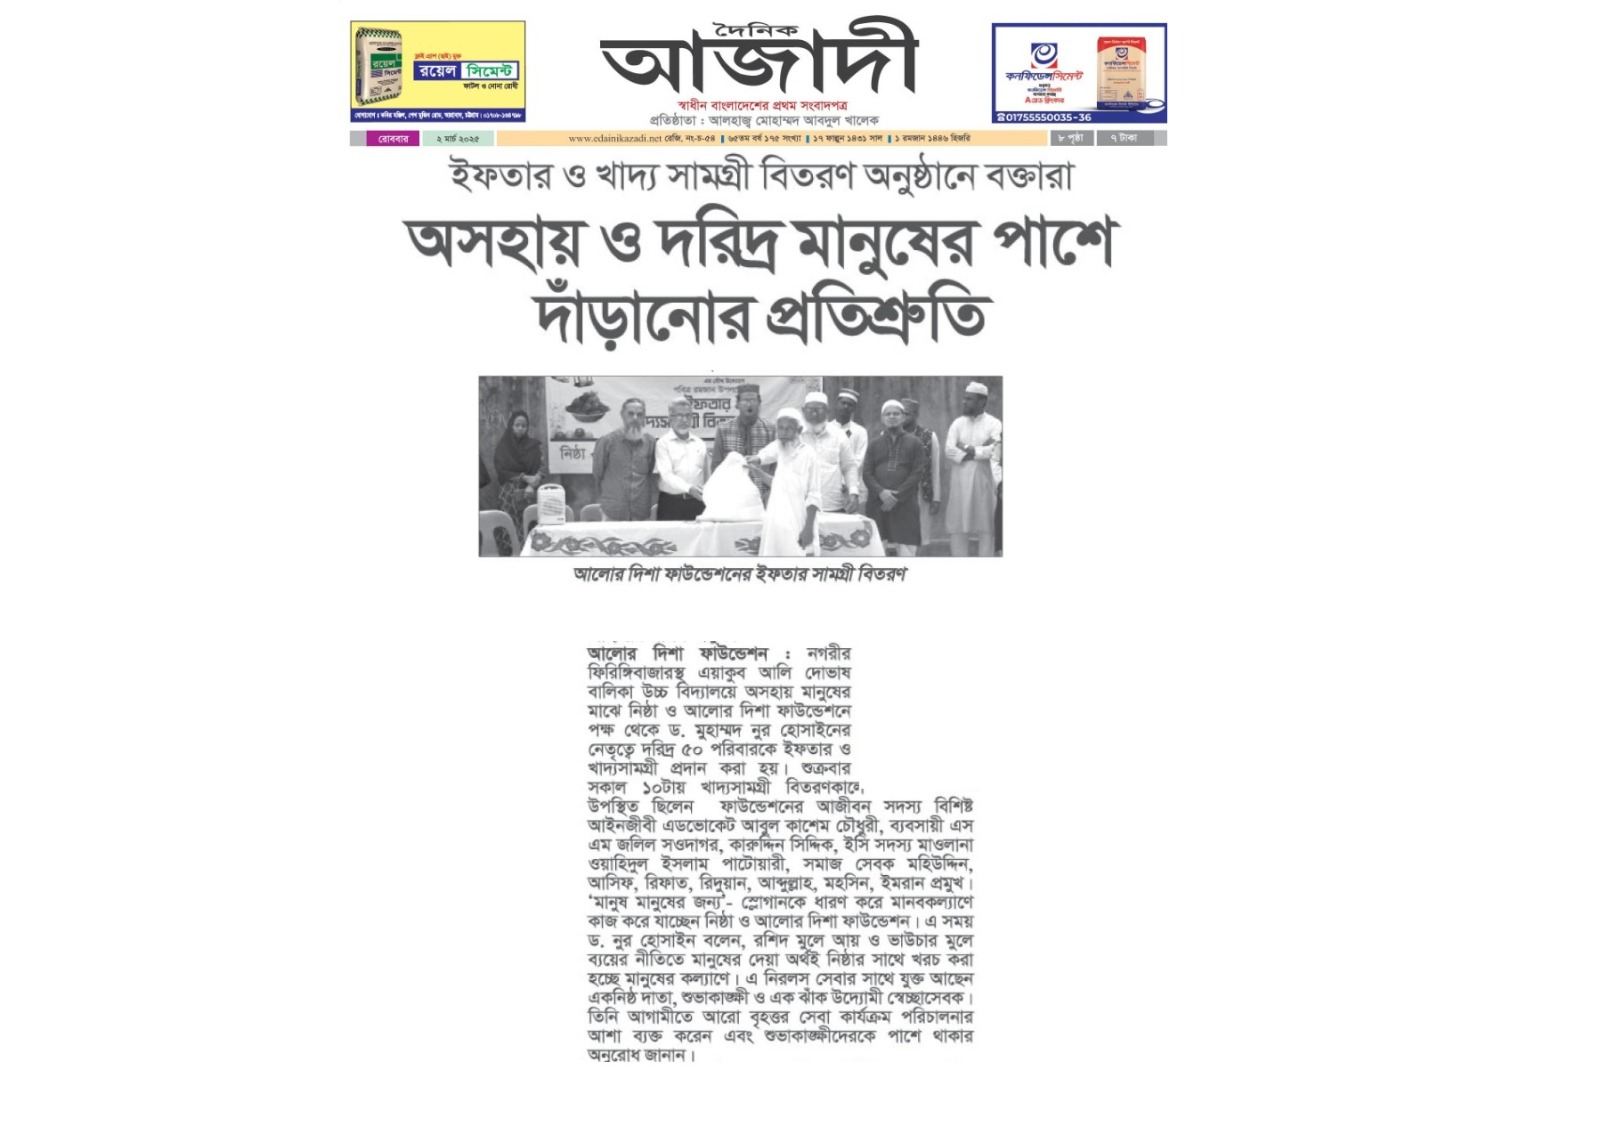 ফ্লাই এ্যাশ (ছাই) মুক্ত
রয়েল সিমেন্ট
ফাটল ও নোনা রোধী
দৈনিক
আজাদী
স্বাধীন বাংলাদেশের প্রথম সংবাদপত্র
প্রতিষ্ঠাতা : আলহাজ্ব মোহাম্মদ আবদুল খালেক
কনফিডেন্সসিমেন্ট
A গ্রেড ক্লিংকার
01755550035-36
রোববার
২ মার্চ ২০২৫
www.edainikazadi.net রেজি, নং-চ-৫৪ ‖ ৬৫তম বর্ষ ১৭৫ সংখ্যা ‖ ১৭ ফাল্গুন ১৪৩১ সাল ‖ ১ রমজান ১৪৪৬ হিজরি
৮ পৃষ্ঠা
৭ টাকা
ইফতার ও খাদ্য সামগ্রী বিতরণ অনুষ্ঠানে বক্তারা
অসহায় ও দরিদ্র মানুষের পাশে
দাঁড়ানোর প্রতিশ্রুতি
পবিত্র রমজান
ইফতার
নিষ্ঠা
আলোর দিশা ফাউন্ডেশনের ইফতার সামগ্রী বিতরণ
আলোর দিশা ফাউন্ডেশন : নগরীর
ফিরিঙ্গিবাজারস্থ এয়াকুব আলি দোভাষ
বালিকা উচ্চ বিদ্যালয়ে অসহায় মানুষের
মাঝে নিষ্ঠা ও আলোর দিশা ফাউন্ডেশনে
পক্ষ থেকে ড. মুহাম্মদ নুর হোসাইনের
নেতৃত্বে দরিদ্র ৫০ পরিবারকে ইফতার ও
খাদ্যসামগ্রী প্রদান করা হয়। শুক্রবার
সকাল ১০টায় খাদ্যসামগ্রী বিতরণকালে
উপস্থিত ছিলেন ফাউন্ডেশনের আজীবন সদস্য বিশিষ্ট
আইনজীবী এডভোকেট আবুল কাশেম চৌধুরী, ব্যবসায়ী এস
এম জলিল সওদাগর, কারুদ্দিন সিদ্দিক, ইসি সদস্য মাওলানা
ওয়াহিদুল ইসলাম পাটোয়ারী, সমাজ সেবক মহিউদ্দিন,
আসিফ, রিফাত, রিদুয়ান, আব্দুল্লাহ, মহসিন, ইমরান প্রমুখ।
‘মানুষ মানুষের জন্য’- স্লোগানকে ধারণ করে মানবকল্যাণে
কাজ করে যাচ্ছেন নিষ্ঠা ও আলোর দিশা ফাউন্ডেশন। এ সময়
ড. নুর হোসাইন বলেন, রশিদ মুলে আয় ও ভাউচার মুলে
ব্যয়ের নীতিতে মানুষের দেয়া অর্থই নিষ্ঠার সাথে খরচ করা
হচ্ছে মানুষের কল্যাণে। এ নিরলস সেবার সাথে যুক্ত আছেন
একনিষ্ঠ দাতা, শুভাকাঙ্ক্ষী ও এক ঝাঁক উদ্যোমী স্বেচ্ছাসেবক।
তিনি আগামীতে আরো বৃহত্তর সেবা কার্যক্রম পরিচালনার
আশা ব্যক্ত করেন এবং শুভাকাঙ্ক্ষীদেরকে পাশে থাকার
অনুরোধ জানান।